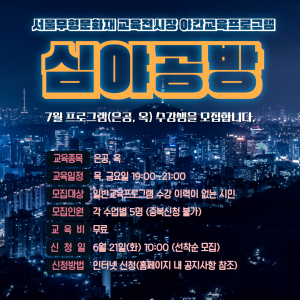 서울무형문화재 교육전시장 야간교육프로그램
심야공방
7월 프로그램(은공, 옥) 수강생을 모집합니다.
교육종목 은공, 옥
교육일정 목, 금요일 19:00~21:00
모집대상 일반교육프로그램 수강 이력이 없는 시민
모집인원 각 수업별 5명 (중복신청 불가)
교 육 비 무료
신 청 일 6월 21일(화) 10:00 (선착순 모집)
신청방법 인터넷 신청(홈페이지 내 공지사항 참조)